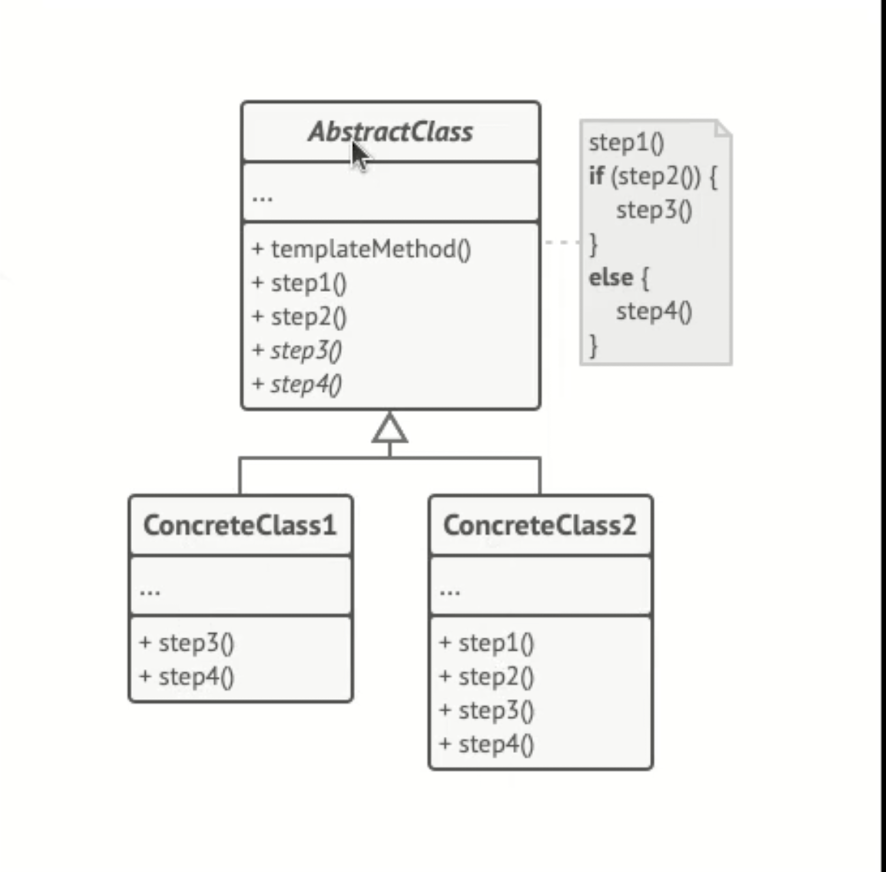 AbstractClass
...
+ templateMethod()
+ step1()
+ step2()
+ step3()
+ step4()
step1()
if (step2()) {
step3()
}
else {
step4()
}
ConcreteClass1
...
+ step3()
+ step4()
ConcreteClass2
...
+ step1()
+ step2()
+ step3()
+ step4()